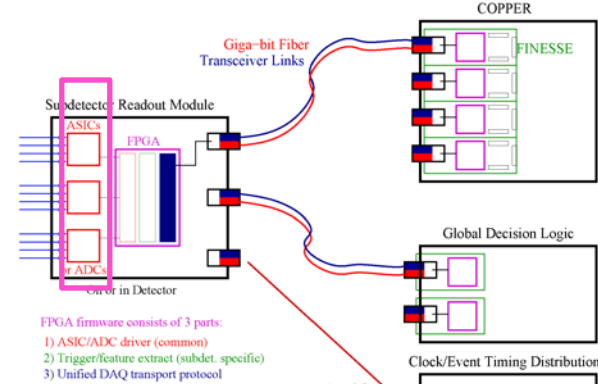 COPPER
Giga-bit Fiber
Transceiver Links
FINESSE
Subdetector Readout Module
ASICs
FPGA
or ADCs
On or in Detector
Global Decision Logic
FPGA firmware consists of 3 parts:
1) ASIC/ADC driver (common)
2) Trigger/feature extract (subdet. specific)
3) Unified DAQ transport protocol
Clock/Event Timing Distribution